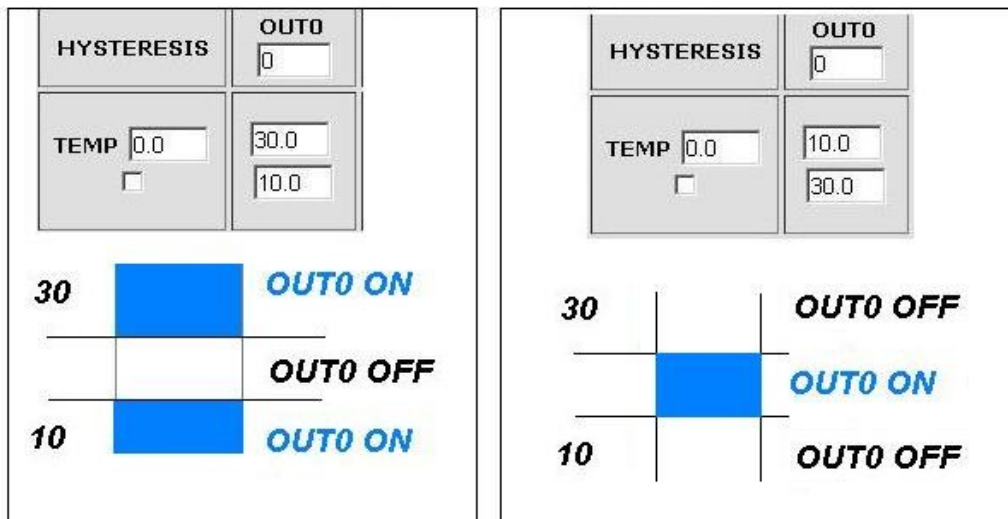 HYSTERESIS
OUT0
0
TEMP 0.0
30.0
10.0
30
OUT0 ON
OUT0 OFF
10
OUT0 ON
HYSTERESIS
OUT0
0
TEMP 0.0
10.0
30.0
30
OUT0 OFF
OUT0 ON
10
OUT0 OFF